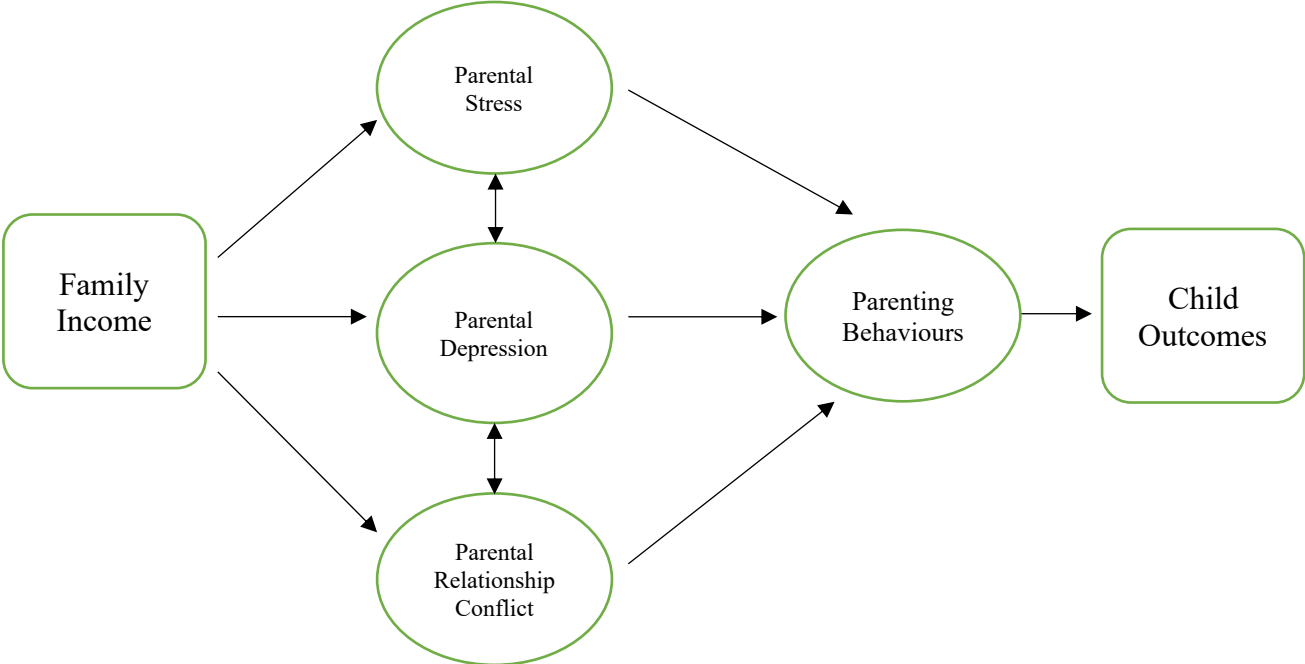 Parental
Stress
Family
Income
Parental
Depression
Parenting
Behaviours
Child
Outcomes
Parental
Relationship
Conflict